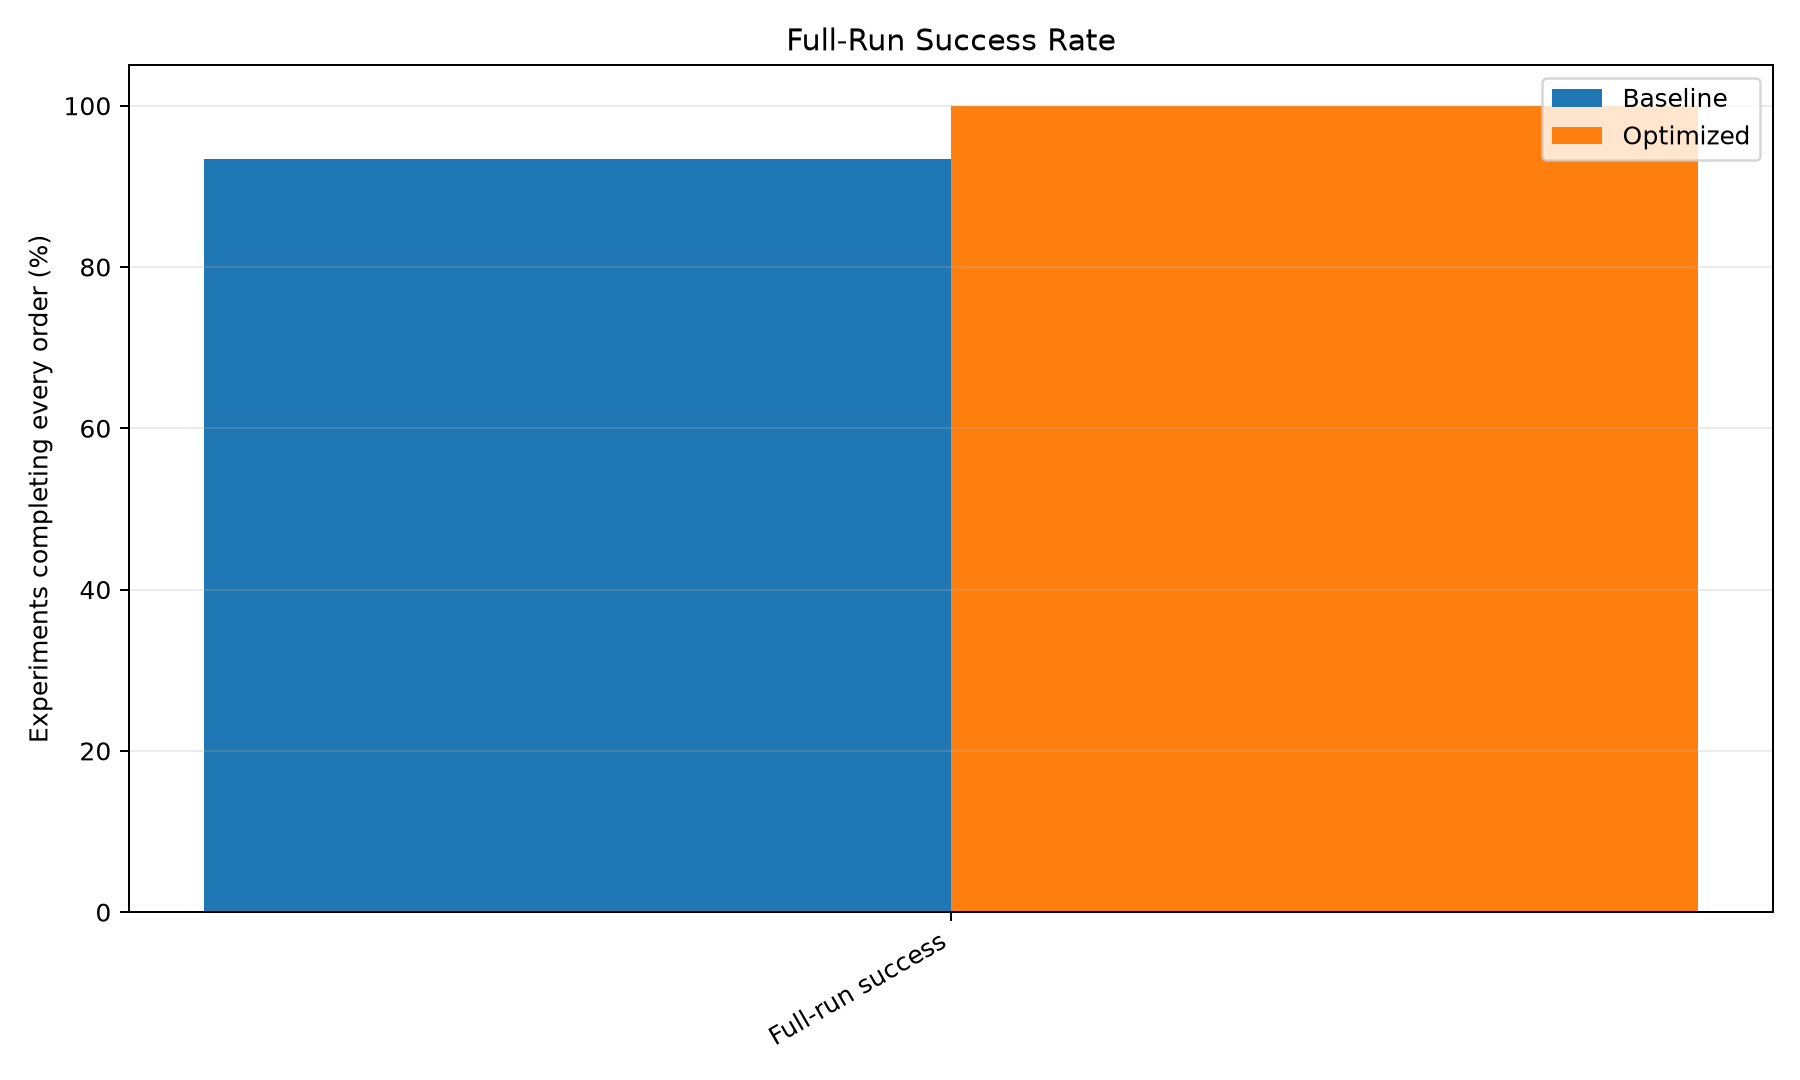 Full-Run Success Rate
Baseline
Optimized
Experiments completing every order (%)
100
80
60
40
20
0
Full-run success